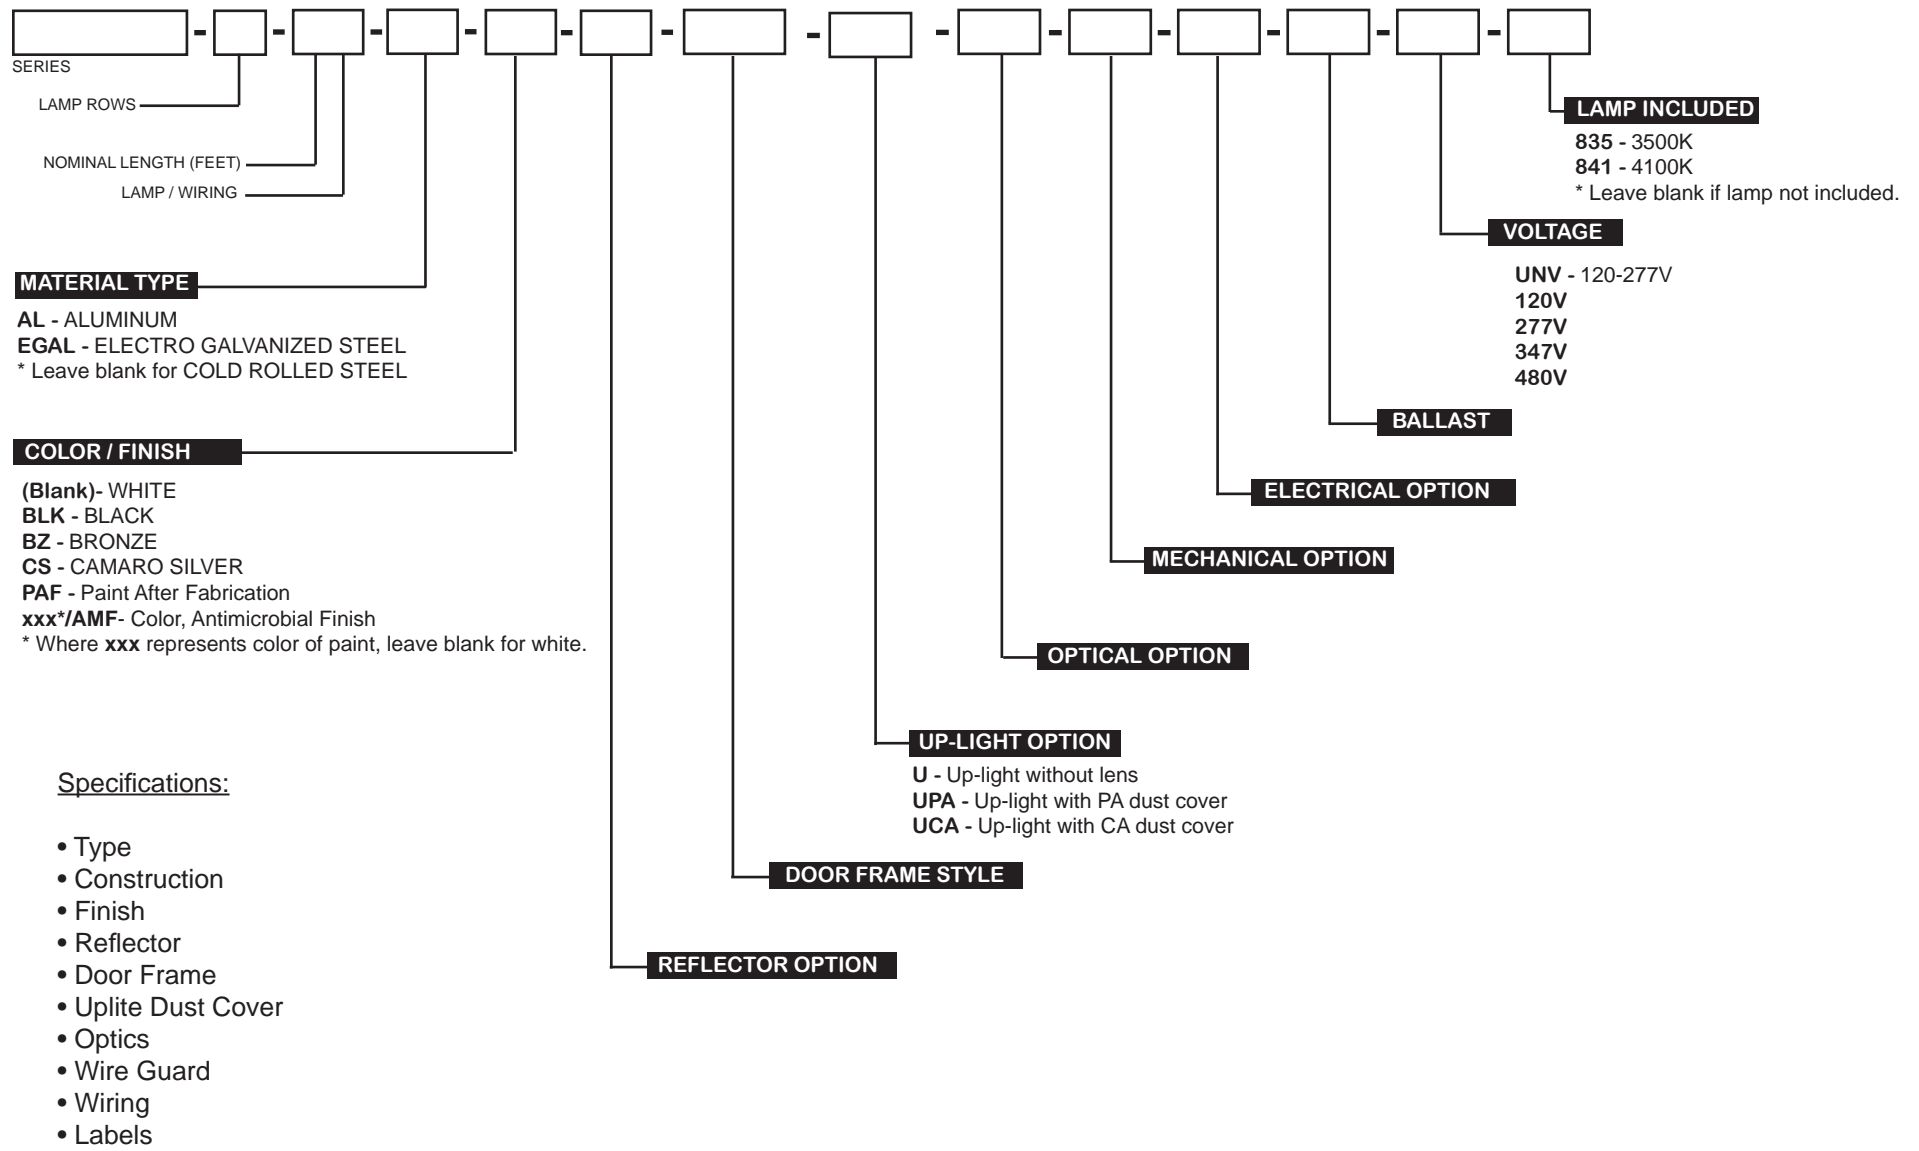 - - - - - - - - - - - - -
SERIES
LAMP ROWS
NOMINAL LENGTH (FEET)
LAMP / WIRING
MATERIAL TYPE
AL - ALUMINUM
EGAL - ELECTRO GALVANIZED STEEL
* Leave blank for COLD ROLLED STEEL
COLOR / FINISH
(Blank)- WHITE
BLK - BLACK
BZ - BRONZE
CS - CAMARO SILVER
PAF - Paint After Fabrication
xxx*/AMF- Color, Antimicrobial Finish
* Where xxx represents color of paint, leave blank for white.
LAMP INCLUDED
835 - 3500K
841 - 4100K
* Leave blank if lamp not included.
VOLTAGE
UNV - 120-277V
120V
277V
347V
480V
BALLAST
ELECTRICAL OPTION
MECHANICAL OPTION
OPTICAL OPTION
UP-LIGHT OPTION
U - Up-light without lens
UPA - Up-light with PA dust cover
UCA - Up-light with CA dust cover
DOOR FRAME STYLE
REFLECTOR OPTION
Specifications:
• Type
• Construction
• Finish
• Reflector
• Door Frame
• Uplite Dust Cover
• Optics
• Wire Guard
• Wiring
• Labels